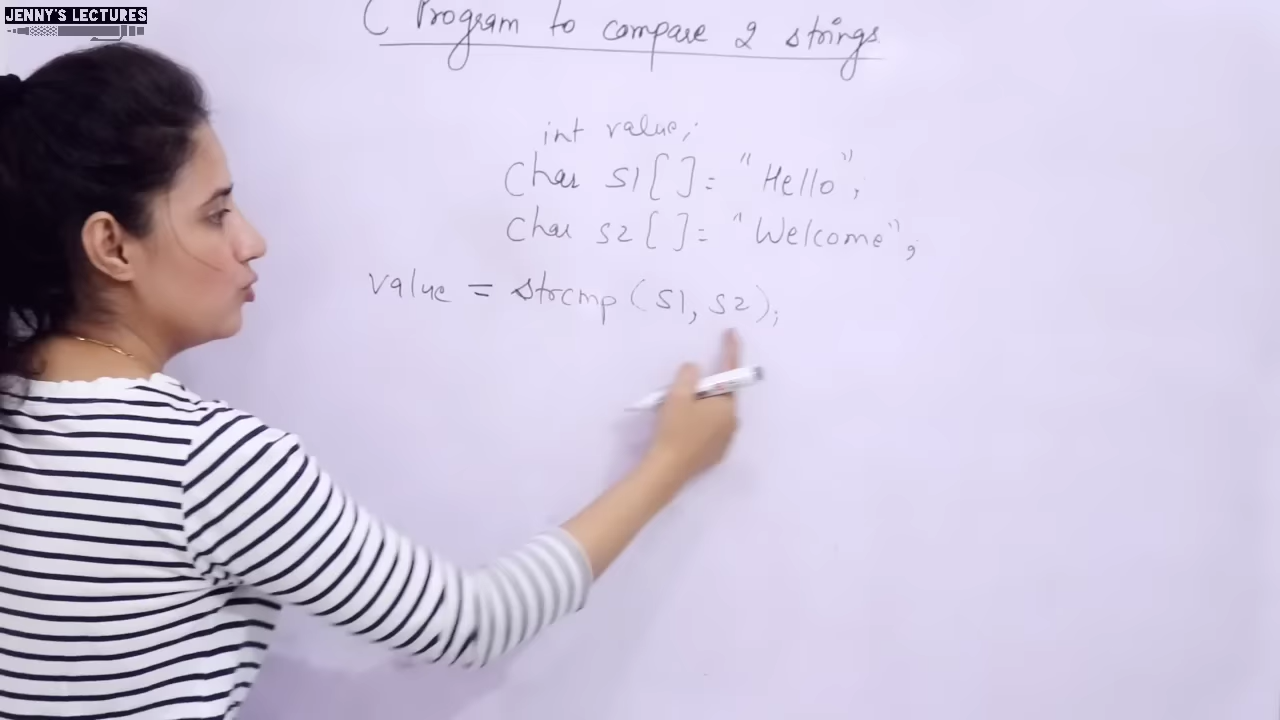 JENNY'S LECTURES
C Program to compare 2 strings
int value;
Char S1[ ]= "Hello";
Char S2[ ]= "Welcome";
value = strcmp (S1, S2);